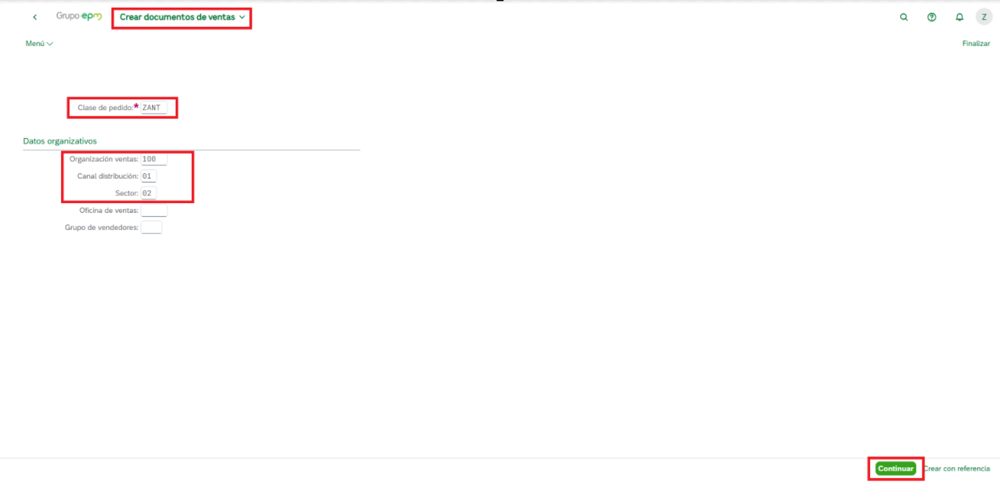 Grupo epm Crear documentos de ventas Z
Menú Finalizar
Clase de pedido:* ZANT
Datos organizativos
Organización ventas: 100
Canal distribución: 01
Sector: 02
Oficina de ventas:
Grupo de vendedores:
Continuar Crear con referencia